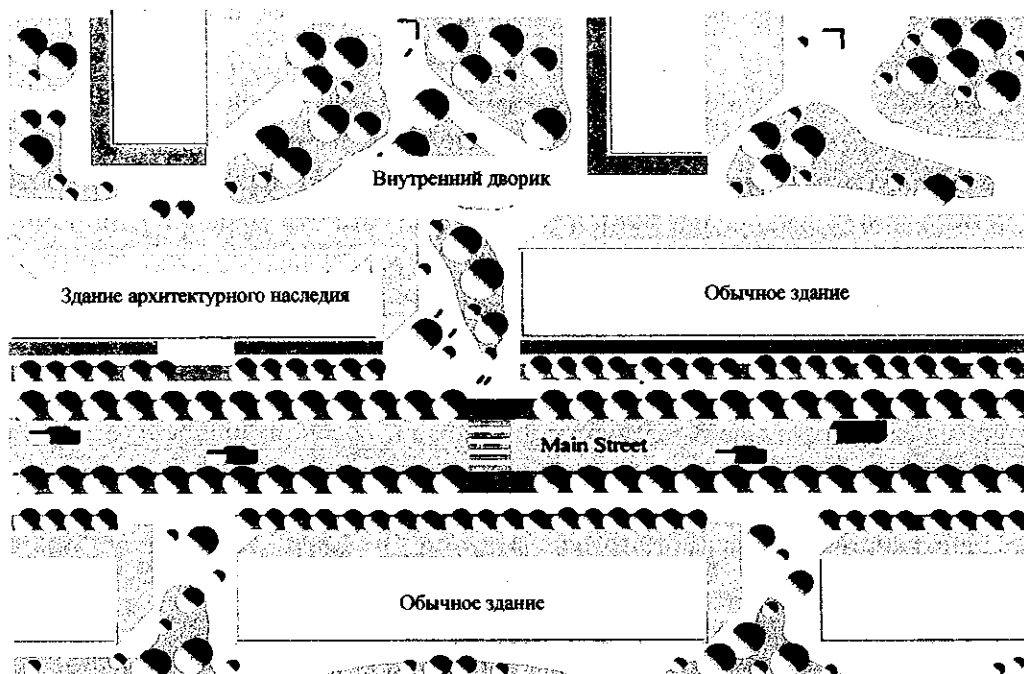 Внутренний дворик
Здание архитектурного наследия
Обычное здание
Main Street
Обычное здание